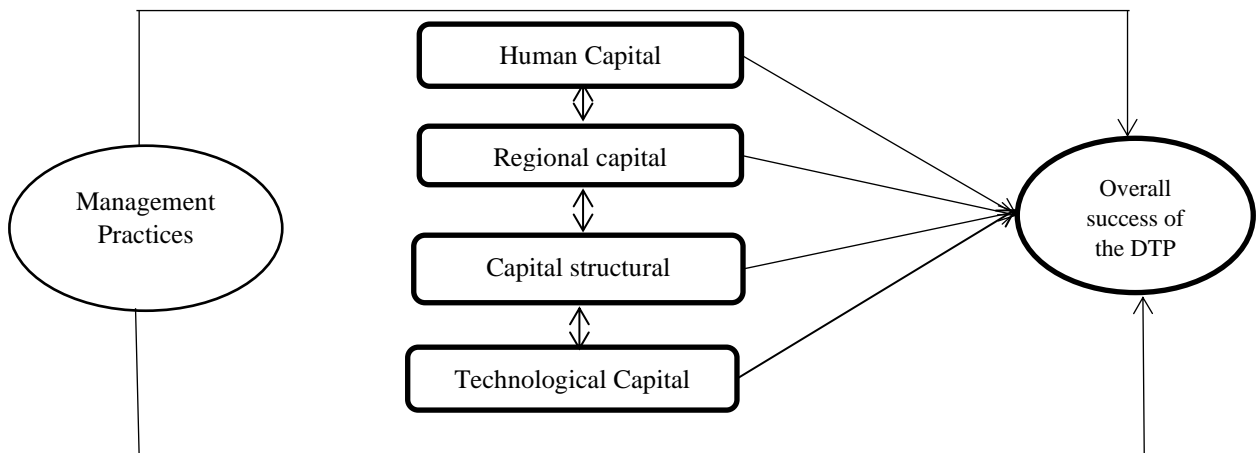 Human Capital
Regional capital
Management
Practices
Overall
success of
the DTP
Capital structural
Technological Capital